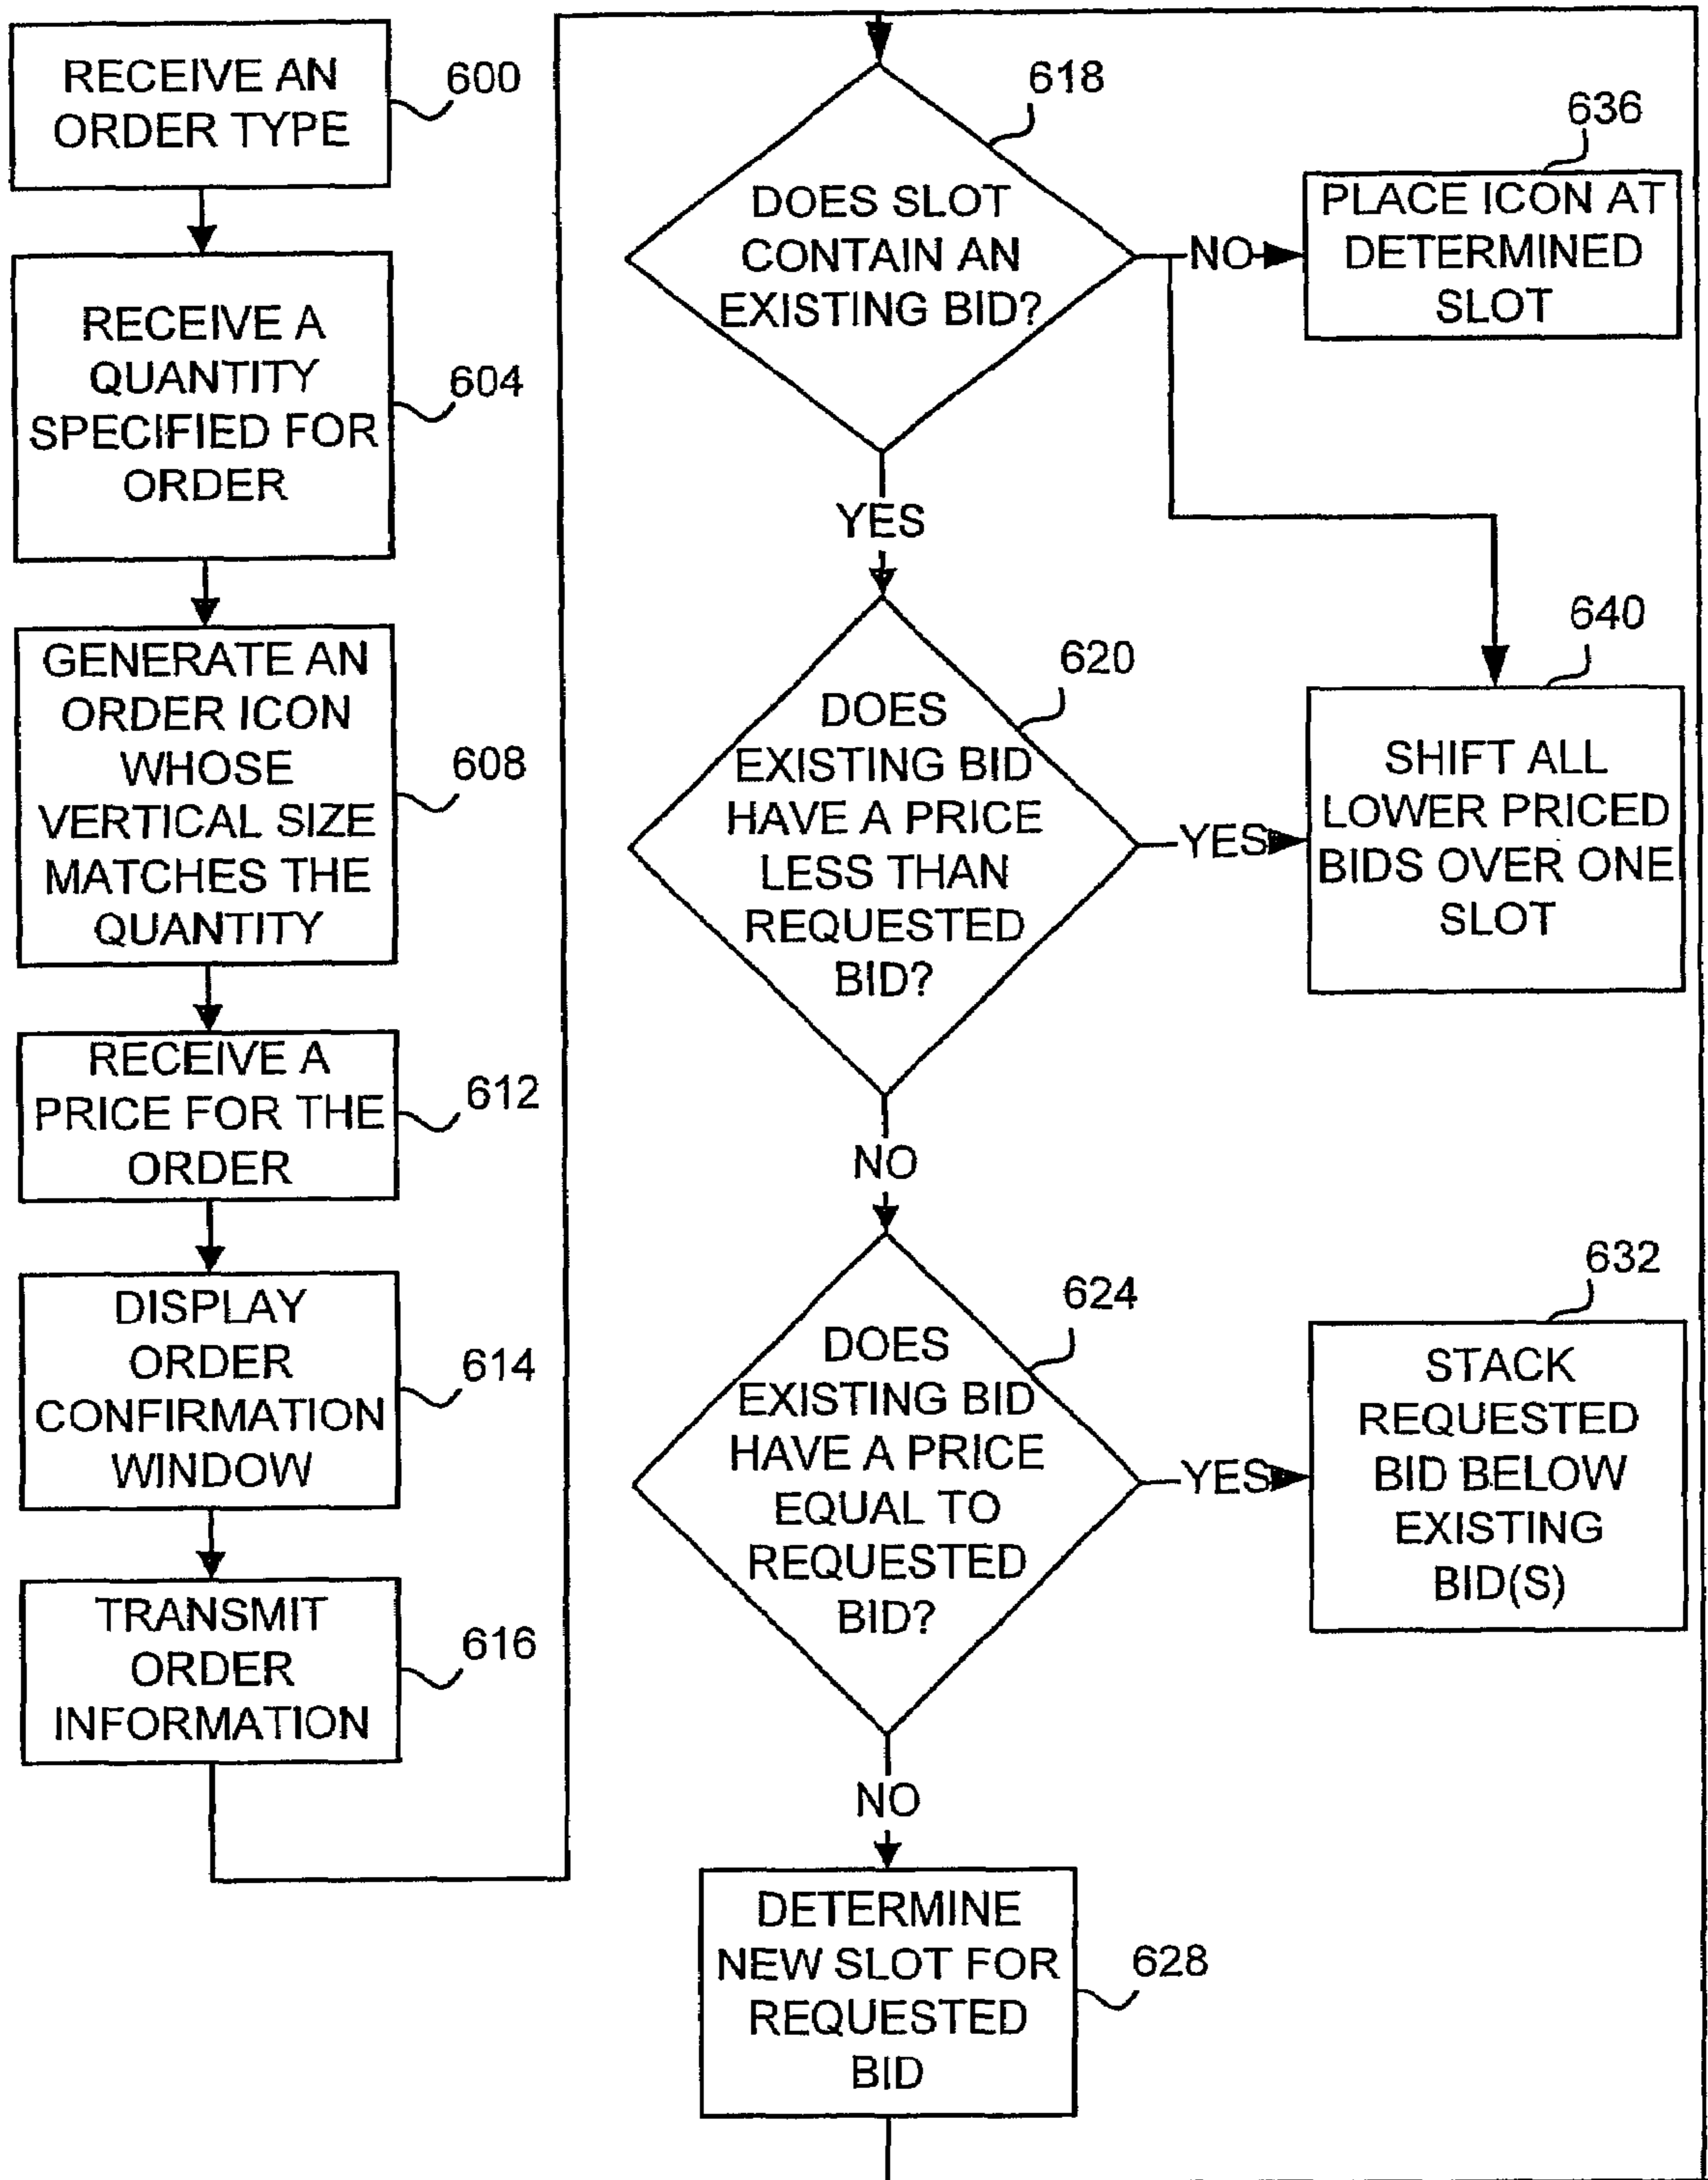 RECEIVE AN
ORDER TYPE
600
RECEIVE A
QUANTITY
SPECIFIED FOR
ORDER
604
GENERATE AN
ORDER ICON
WHOSE
VERTICAL SIZE
MATCHES THE
QUANTITY
608
RECEIVE A
PRICE FOR THE
ORDER
612
DISPLAY
ORDER
CONFIRMATION
WINDOW
614
TRANSMIT
ORDER
INFORMATION
616
618
DOES SLOT
CONTAIN AN
EXISTING BID?
NO
636
PLACE ICON AT
DETERMINED
SLOT
YES
620
DOES
EXISTING BID
HAVE A PRICE
LESS THAN
REQUESTED
BID?
YES
640
SHIFT ALL
LOWER PRICED
BIDS OVER ONE
SLOT
NO
624
DOES
EXISTING BID
HAVE A PRICE
EQUAL TO
REQUESTED
BID?
YES
632
STACK
REQUESTED
BID BELOW
EXISTING
BID(S)
NO
DETERMINE
NEW SLOT FOR
REQUESTED
BID
628